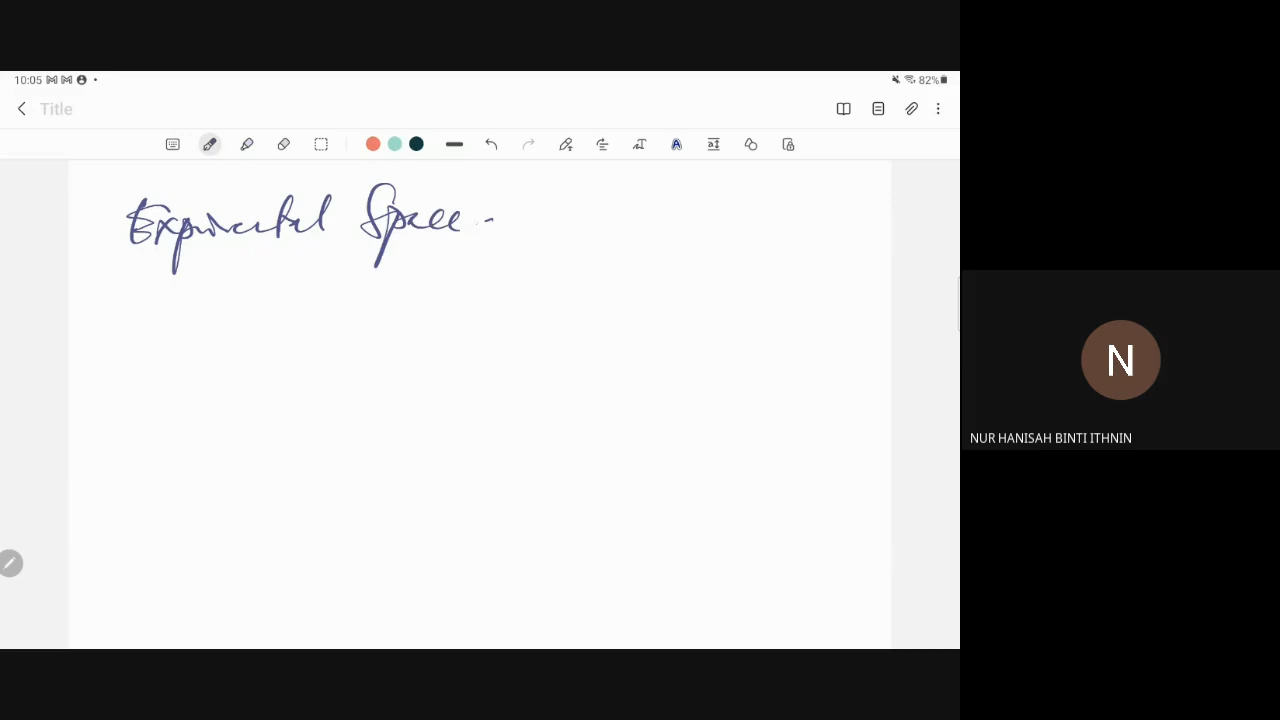 10:05
82%
Title
Experimental Space -
N
NUR HANISAH BINTI ITHNIN